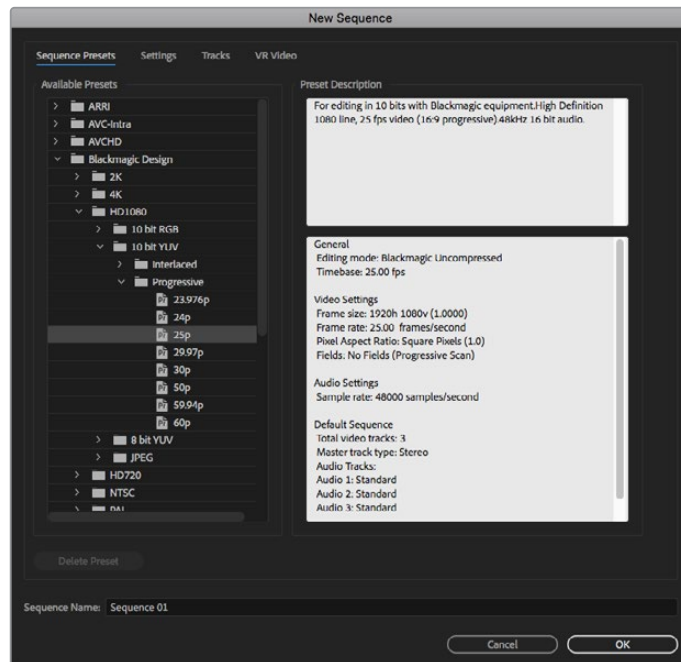 New Sequence
Sequence Presets Settings Tracks VR Video
Available Presets
ARRI
AVC-Intra
AVCHD
Blackmagic Design
2K
4K
HD1080
10 bit RGB
10 bit YUV
Interlaced
Progressive
23.976p
24p
25p
29.97p
30p
50p
59.94p
60p
8 bit YUV
JPEG
HD720
NTSC
PAL
Delete Preset
Preset Description
For editing in 10 bits with Blackmagic equipment.High Definition
1080 line, 25 fps video (16:9 progressive).48kHz 16 bit audio.
General
Editing mode: Blackmagic Uncompressed
Timebase: 25.00 fps
Video Settings
Frame size: 1920h 1080v (1.0000)
Frame rate: 25.00 frames/second
Pixel Aspect Ratio: Square Pixels (1.0)
Fields: No Fields (Progressive Scan)
Audio Settings
Sample rate: 48000 samples/second
Default Sequence
Total video tracks: 3
Master track type: Stereo
Audio Tracks:
Audio 1: Standard
Audio 2: Standard
Audio 3: Standard
Sequence Name: Sequence 01
Cancel OK